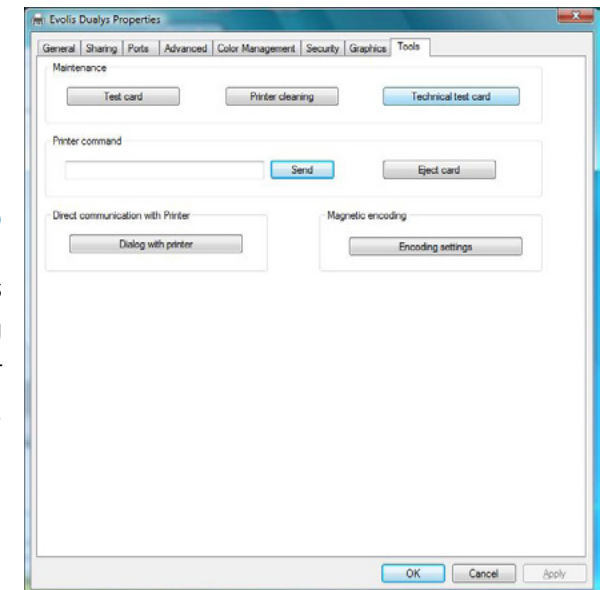 Evolis Dualys Properties
General Sharing Ports Advanced Color Management Security Graphics Tools
Maintenance
Test card Printer cleaning Technical test card
Printer command
Send Eject card
Direct communication with Printer Magnetic encoding
Dialog with printer Encoding settings
OK Cancel Apply